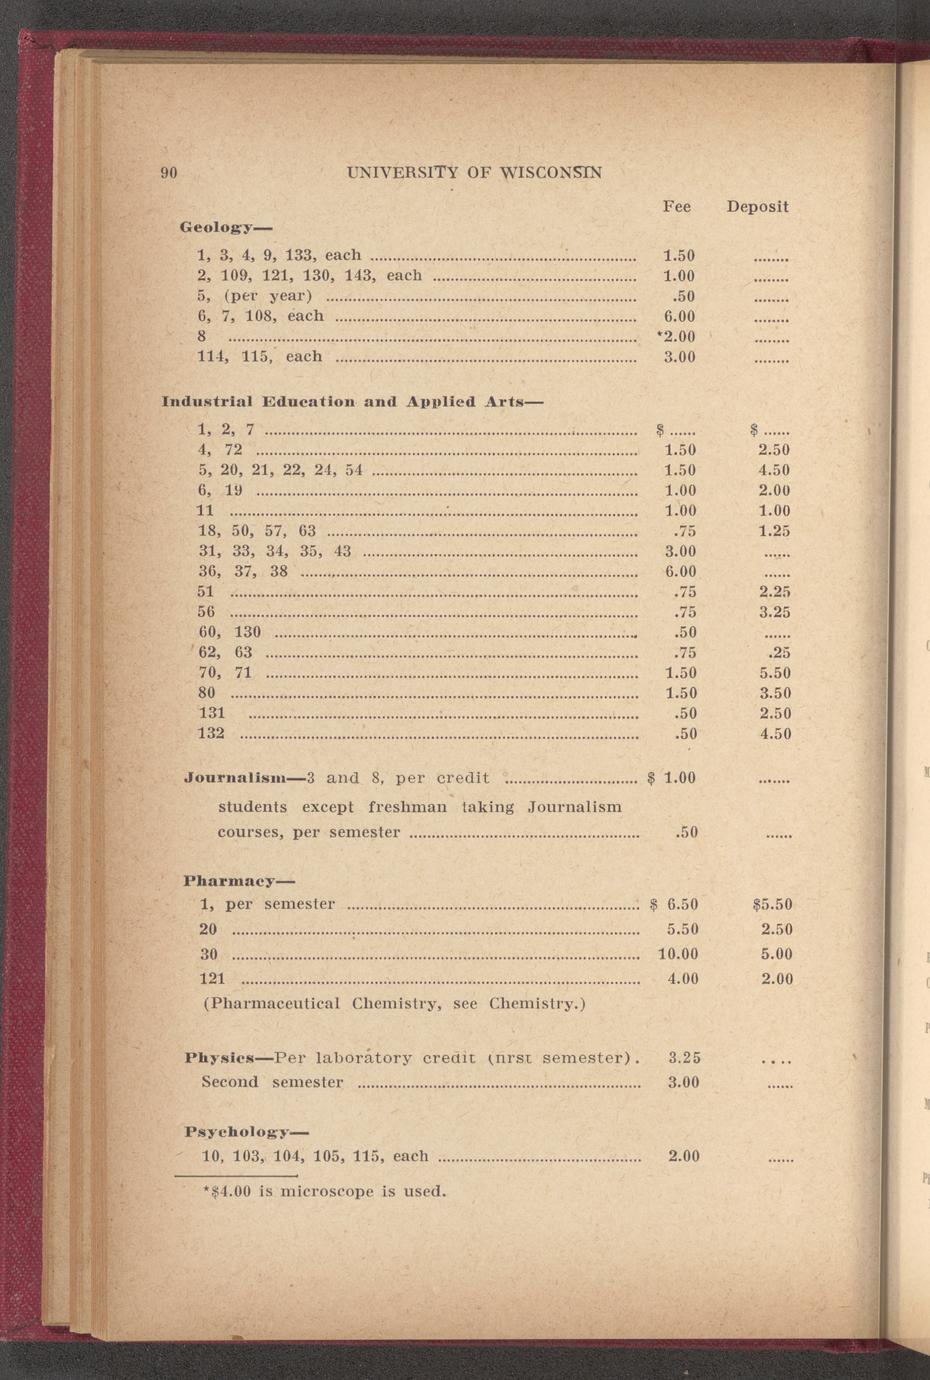 90 UNIVERSITY OF WISCONSIN
Fee Deposit
Geology—
1, 3, 4, 9, 133, each ........ 1.50 ........
2, 109, 121, 130, 143, each ........ 1.00 ........
5, (per year) ........ .50 ........
6, 7, 108, each ........ 6.00 ........
8 ........ *2.00 ........
114, 115, each ........ 3.00 ........
Industrial Education and Applied Arts—
1, 2, 7 ........ $ ...... $ ......
4, 72 ........ 1.50 2.50
5, 20, 21, 22, 24, 54 ........ 1.50 4.50
6, 19 ........ 1.00 2.00
11 ........ 1.00 1.00
18, 50, 57, 63 ........ .75 1.25
31, 33, 34, 35, 43 ........ 3.00 ......
36, 37, 38 ........ 6.00 ......
51 ........ .75 2.25
56 ........ .75 3.25
60, 130 ........ .50 ......
62, 63 ........ .75 .25
70, 71 ........ 1.50 5.50
80 ........ 1.50 3.50
131 ........ .50 2.50
132 ........ .50 4.50
Journalism—3 and 8, per credit ........ $ 1.00 .......
students except freshman taking Journalism
courses, per semester ........ .50 ......
Pharmacy—
1, per semester ........ $ 6.50 $5.50
20 ........ 5.50 2.50
30 ........ 10.00 5.00
121 ........ 4.00 2.00
(Pharmaceutical Chemistry, see Chemistry.)
Physics—Per laboratory credit (first semester). 3.25 ....
Second semester ........ 3.00 ......
Psychology—
10, 103, 104, 105, 115, each ........ 2.00 ......
*$4.00 is microscope is used.